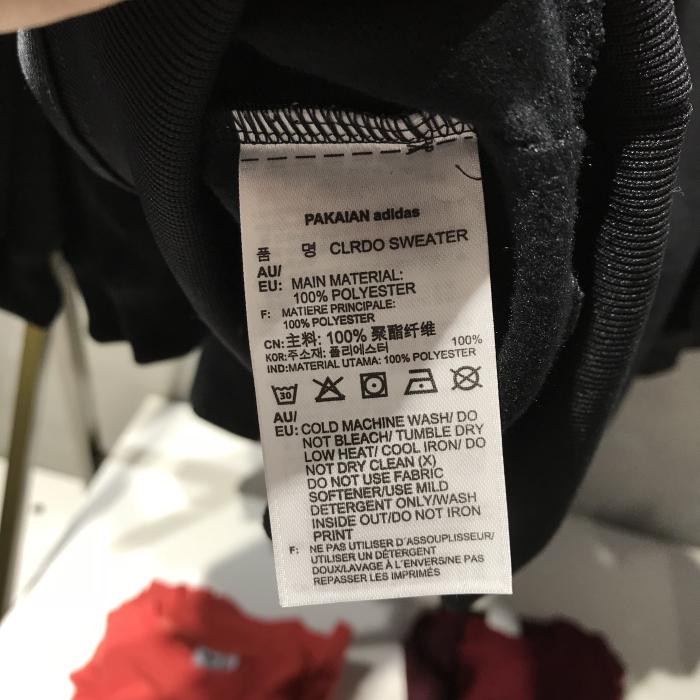 PAKAIAN adidas
품 명 CLRDO SWEATER
AU/
EU: MAIN MATERIAL:
100% POLYESTER
F: MATIERE PRINCIPALE:
100% POLYESTER
CN: 主料: 100% 聚酯纤维
KOR: 주소재: 폴리에스터 100%
IND: MATERIAL UTAMA: 100% POLYESTER
30
AU/
EU: COLD MACHINE WASH/ DO
NOT BLEACH/ TUMBLE DRY
LOW HEAT/ COOL IRON/ DO
NOT DRY CLEAN (X)
DO NOT USE FABRIC
SOFTENER/USE MILD
DETERGENT ONLY/WASH
INSIDE OUT/DO NOT IRON
PRINT
F: NE PAS UTILISER D'ASSOUPLISSEUR/
UTILISER UN DÉTERGENT
DOUX/LAVAGE À L'ENVERS/NE PAS
REPASSER LES IMPRIMÉS